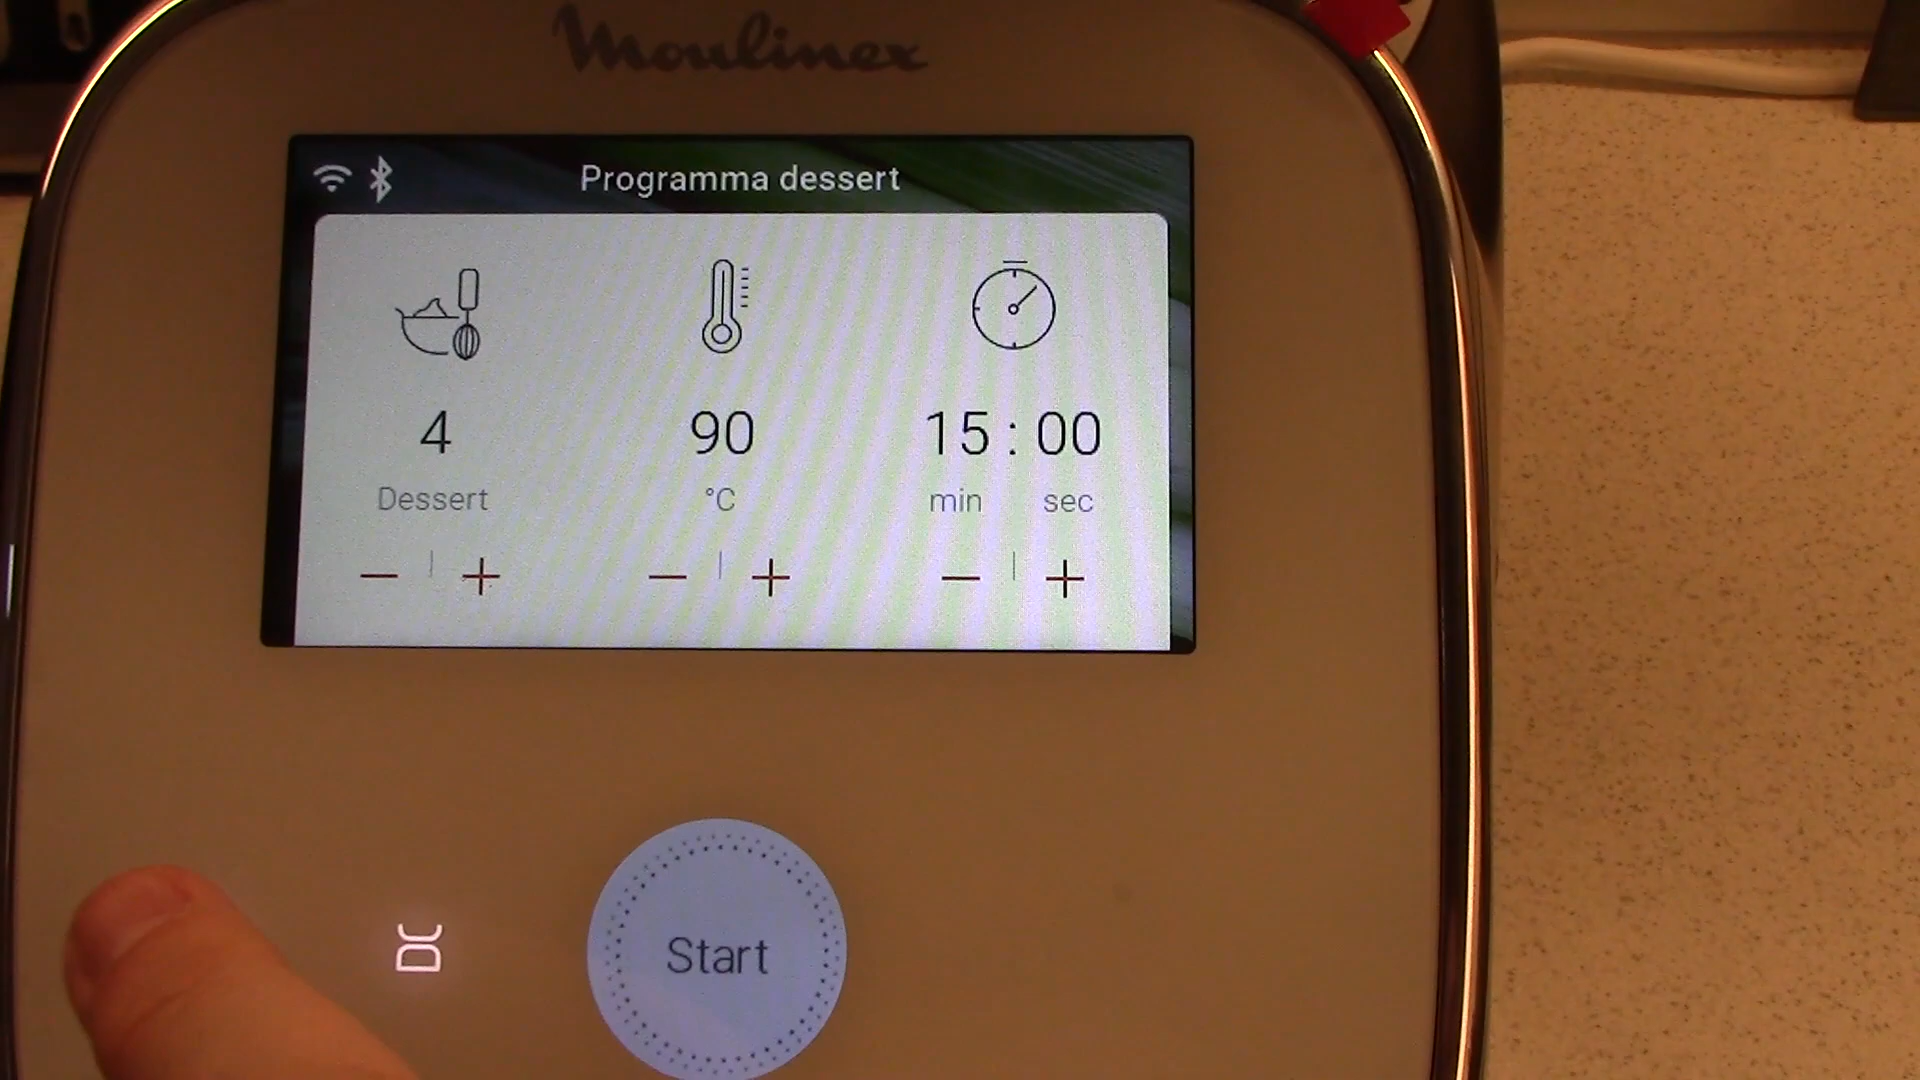 Moulinex
Programma dessert
4 90 15 : 00
Dessert °C min sec
− + − + − +
Start